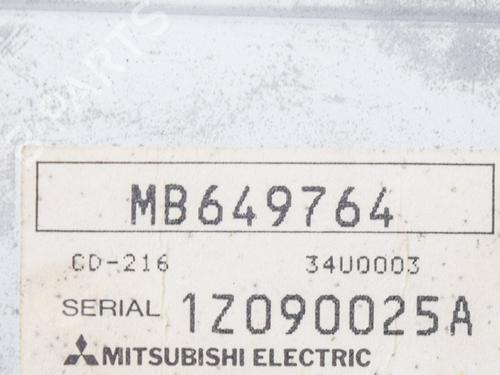 MB649764
CD-216 34U0003
SERIAL 1Z090025A
MITSUBISHI ELECTRIC